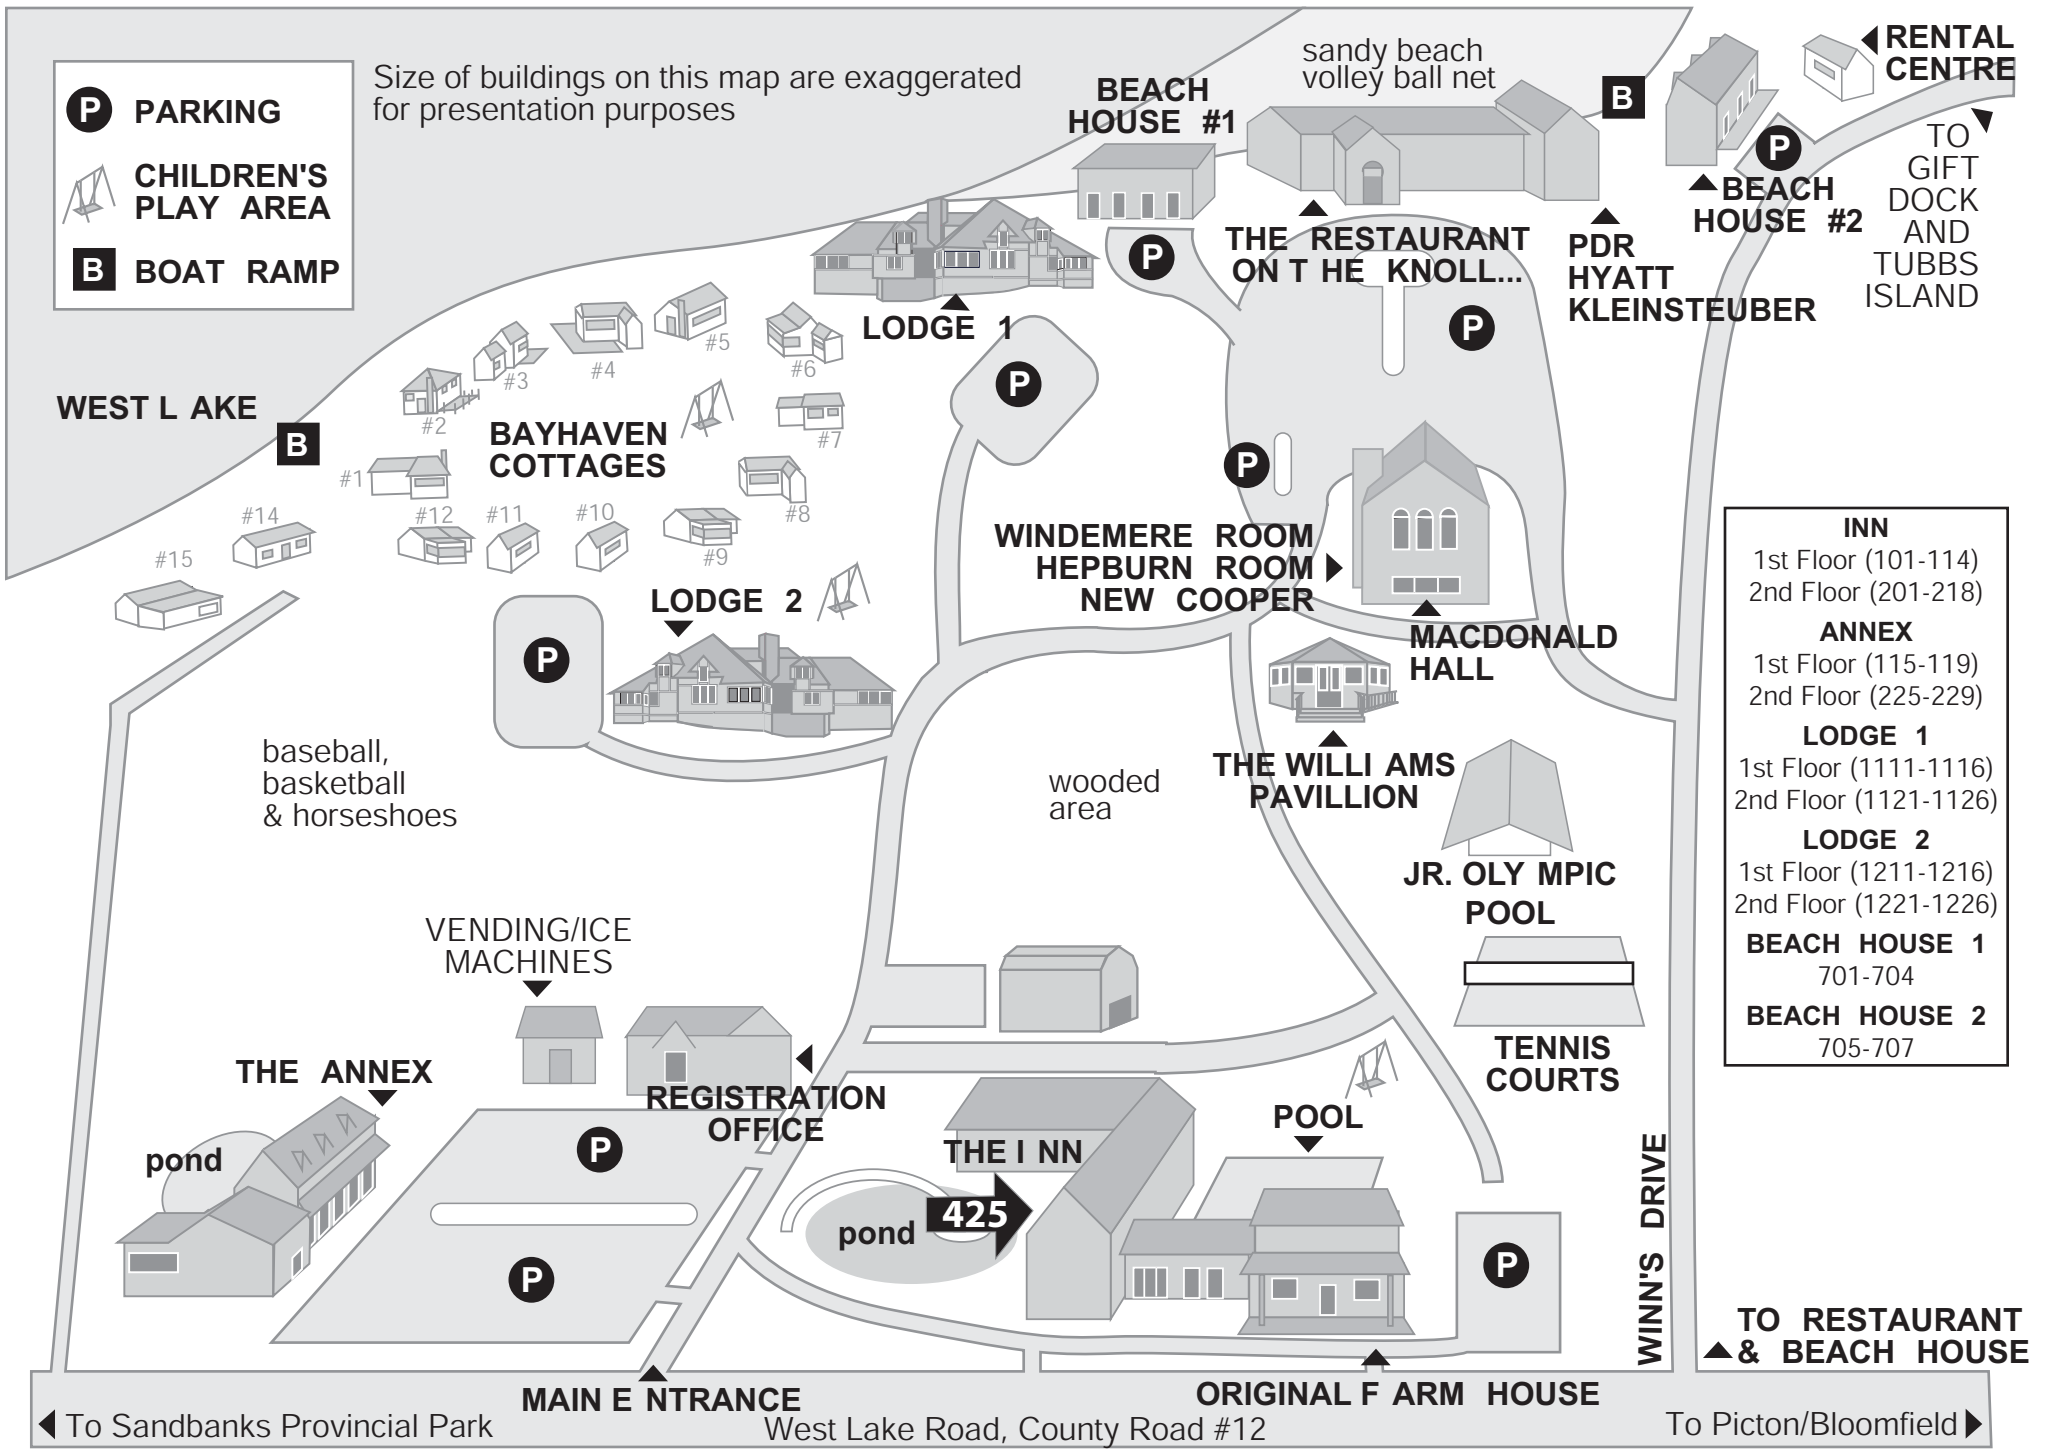 P PARKING
CHILDREN'S
PLAY AREA
B BOAT RAMP
Size of buildings on this map are exaggerated
for presentation purposes
sandy beach
volley ball net
BEACH
HOUSE #1
B
RENTAL
CENTRE
P
BEACH
HOUSE #2
TO
GIFT
DOCK
AND
TUBBS
ISLAND
P
THE RESTAURANT
ON T HE KNOLL...
PDR
HYATT
KLEINSTEUBER
P
LODGE 1
P
#5
#4
#3
#6
#2
#7
WEST L AKE
B
BAYHAVEN
COTTAGES
#1
#8
#14
#12
#11
#10
#9
#15
P
WINDEMERE ROOM
HEPBURN ROOM
NEW COOPER
MACDONALD
HALL
LODGE 2
P
THE WILLI AMS
PAVILLION
baseball,
basketball
& horseshoes
wooded
area
JR. OLY MPIC
POOL
TENNIS
COURTS
INN
1st Floor (101-114)
2nd Floor (201-218)
ANNEX
1st Floor (115-119)
2nd Floor (225-229)
LODGE 1
1st Floor (1111-1116)
2nd Floor (1121-1126)
LODGE 2
1st Floor (1211-1216)
2nd Floor (1221-1226)
BEACH HOUSE 1
701-704
BEACH HOUSE 2
705-707
VENDING/ICE
MACHINES
THE ANNEX
REGISTRATION
OFFICE
pond
P
P
THE I NN
425
pond
POOL
P
WINN'S DRIVE
TO RESTAURANT
& BEACH HOUSE
MAIN E NTRANCE
ORIGINAL F ARM HOUSE
To Sandbanks Provincial Park
West Lake Road, County Road #12
To Picton/Bloomfield